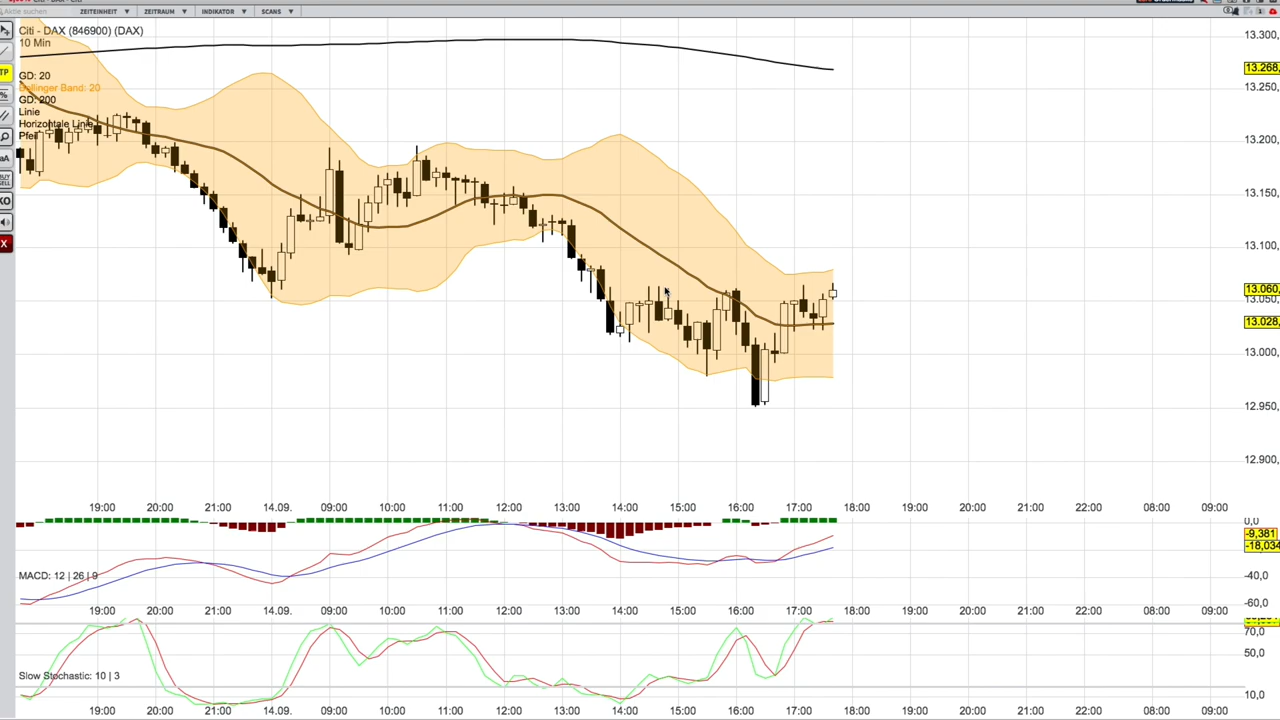 Aktie suchen ZEITEINHEIT ZEITRAUM INDIKATOR SCANS
Citi - DAX (846900) (DAX)
10 Min
GD: 20
Bollinger Band: 20
GD: 200
Linie
Horizontale Linie
Pfeil
TP
%
aA
BUY
SELL
KO
X
13.300,
13.268,
13.250,
13.200,
13.150,
13.100,
13.060,
13.050,
13.028,
13.000,
12.950,
12.900,
19:00 20:00 21:00 14.09. 09:00 10:00 11:00 12:00 13:00 14:00 15:00 16:00 17:00 18:00 19:00 20:00 21:00 22:00 08:00 09:00
0,0
-9,381
-18,034
-40,0
-60,0
MACD: 12 | 26 | 9
19:00 20:00 21:00 14.09. 09:00 10:00 11:00 12:00 13:00 14:00 15:00 16:00 17:00 18:00 19:00 20:00 21:00 22:00 08:00 09:00
70,0
50,0
10,0
Slow Stochastic: 10 | 3
19:00 20:00 21:00 14.09. 09:00 10:00 11:00 12:00 13:00 14:00 15:00 16:00 17:00 18:00 19:00 20:00 21:00 22:00 08:00 09:00